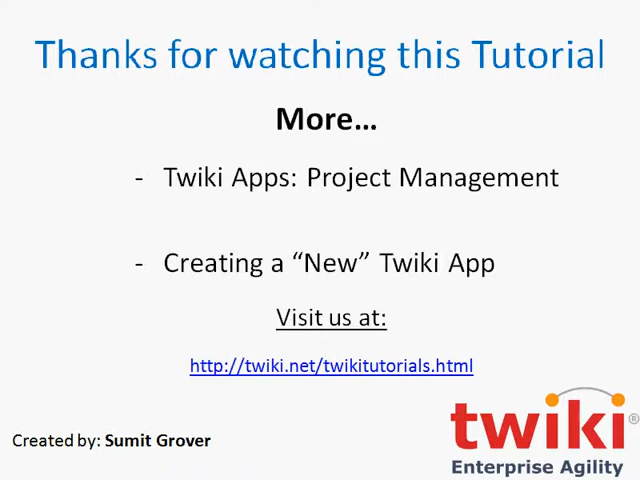 Thanks for watching this Tutorial
More...
- Twiki Apps: Project Management
- Creating a “New” Twiki App
Visit us at:
http://twiki.net/twikitutorials.html
Created by: Sumit Grover
twiki®
Enterprise Agility